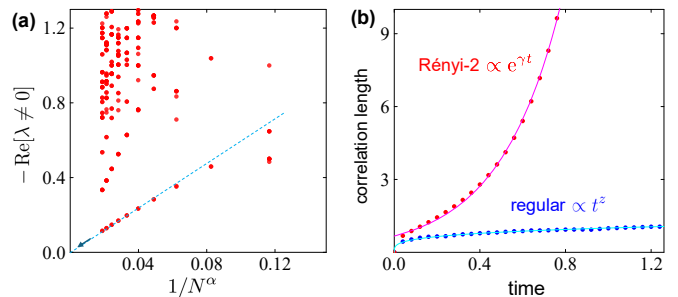 (a)
− Re[λ ≠ 0]
1.2
0.8
0.4
0.0
0.04
0.08
0.12
1/N^α
(b)
correlation length
9
6
3
0
0.0
0.4
0.8
1.2
time
Rényi-2 ∝ e^{γt}
regular ∝ t^z